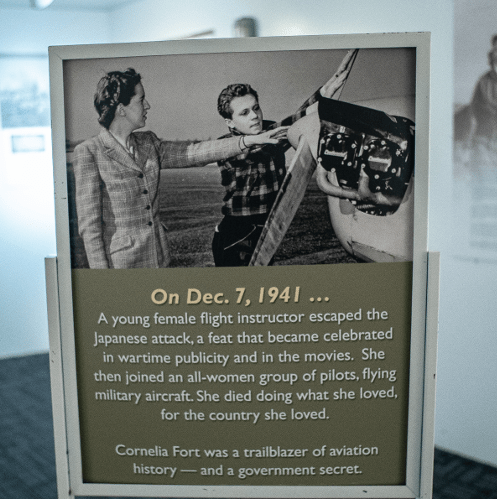 On Dec. 7, 1941 ...
A young female flight instructor escaped the
Japanese attack, a feat that became celebrated
in wartime publicity and in the movies. She
then joined an all-women group of pilots, flying
military aircraft. She died doing what she loved,
for the country she loved.
Cornelia Fort was a trailblazer of aviation
history — and a government secret.